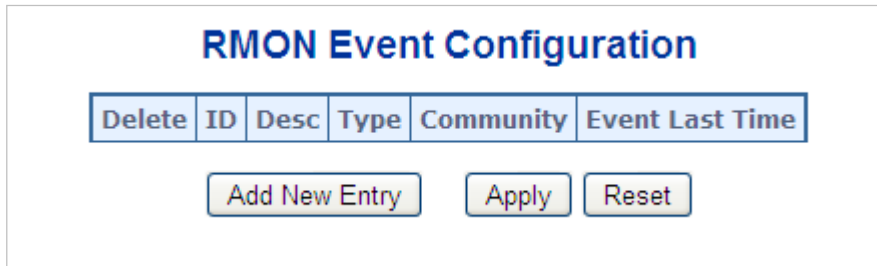 RMON Event Configuration
Delete ID Desc Type Community Event Last Time
Add New Entry Apply Reset